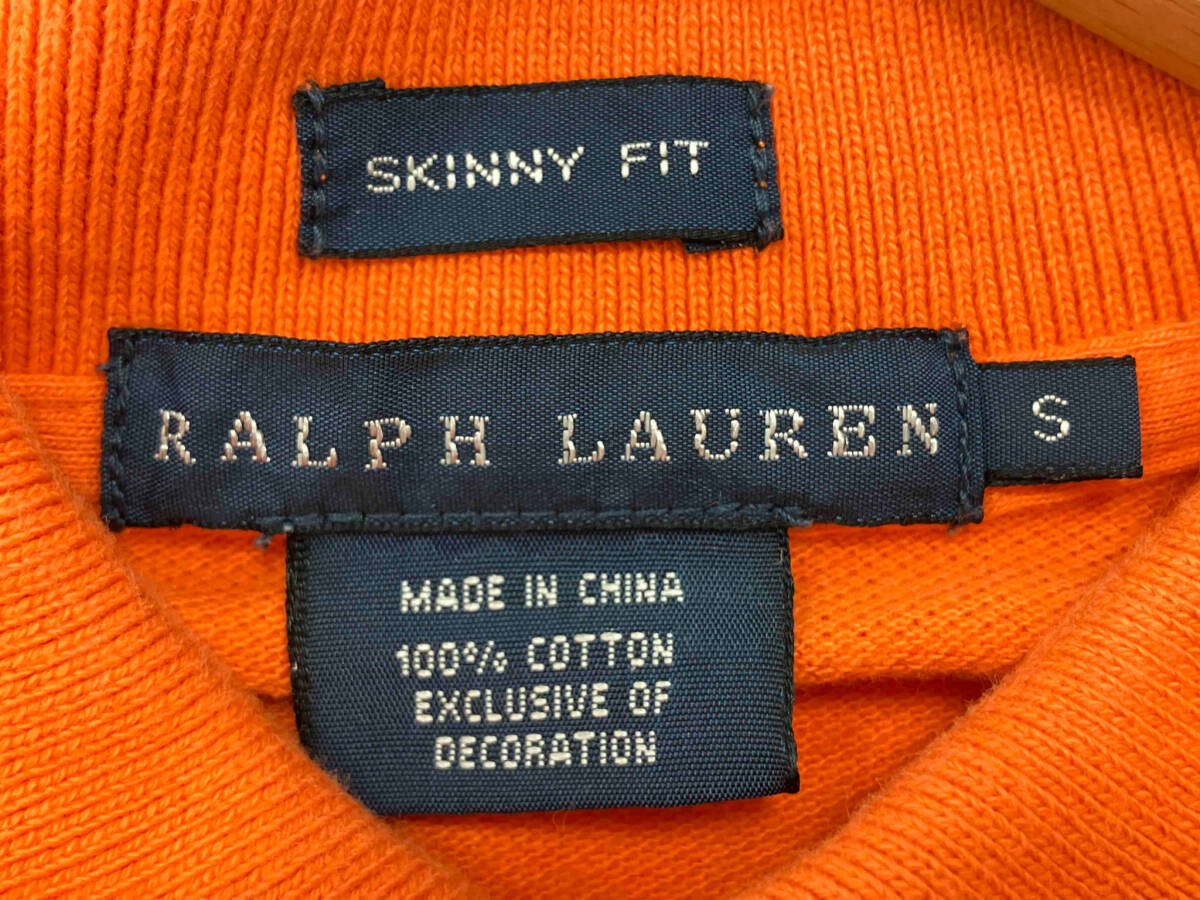 SKINNY FIT
RALPH LAUREN
S
MADE IN CHINA
100% COTTON
EXCLUSIVE OF
DECORATION